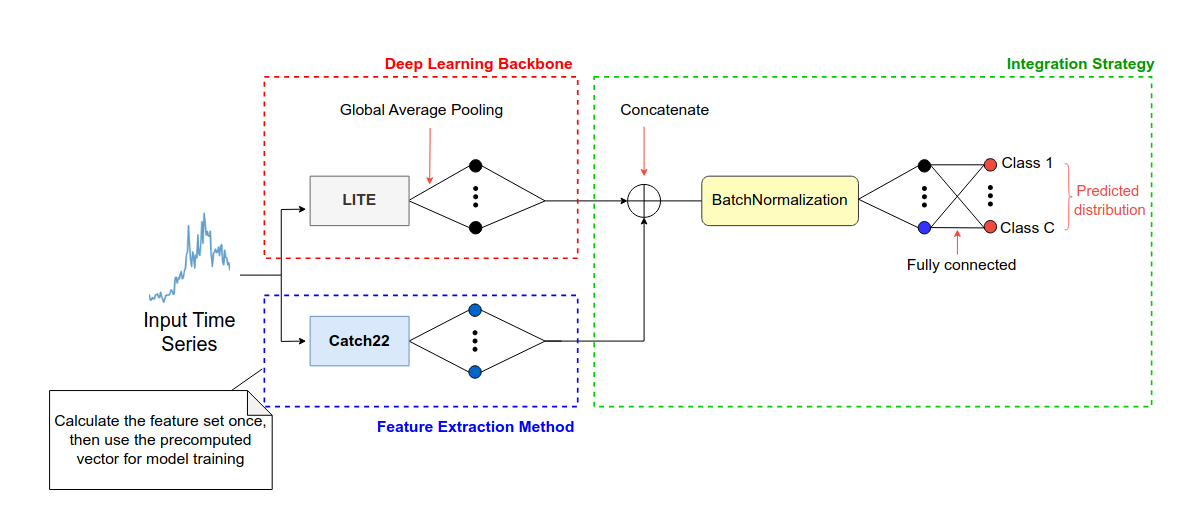 Deep Learning Backbone
Integration Strategy
Global Average Pooling
Concatenate
LITE
BatchNormalization
Class 1
Predicted
distribution
Class C
Fully connected
Input Time
Series
Catch22
Calculate the feature set once,
then use the precomputed
vector for model training
Feature Extraction Method